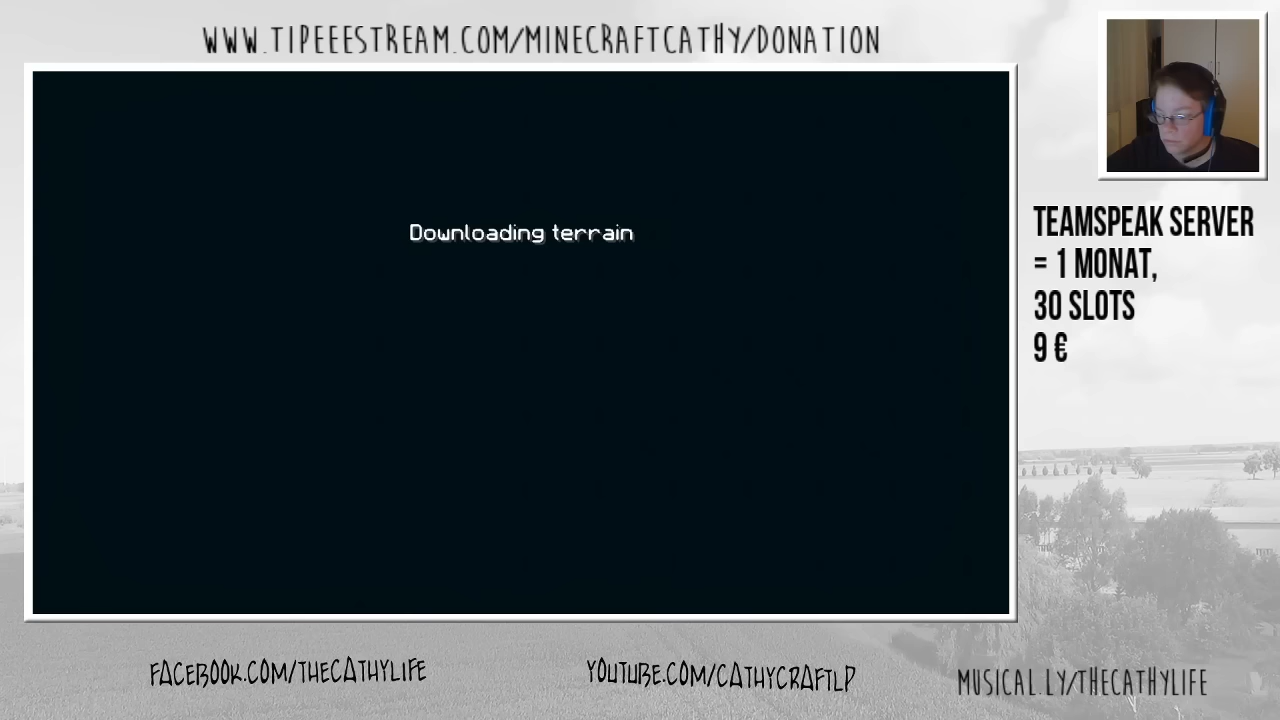 WWW.TIPEEESTREAM.COM/MINECRAFTCATHY/DONATION
Downloading terrain
TEAMSPEAK SERVER
= 1 MONAT,
30 SLOTS
9 €
FACEBOOK.COM/THECATHYLIFE
YOUTUBE.COM/CATHYCRAFTLP
MUSICAL.LY/THECATHYLIFE